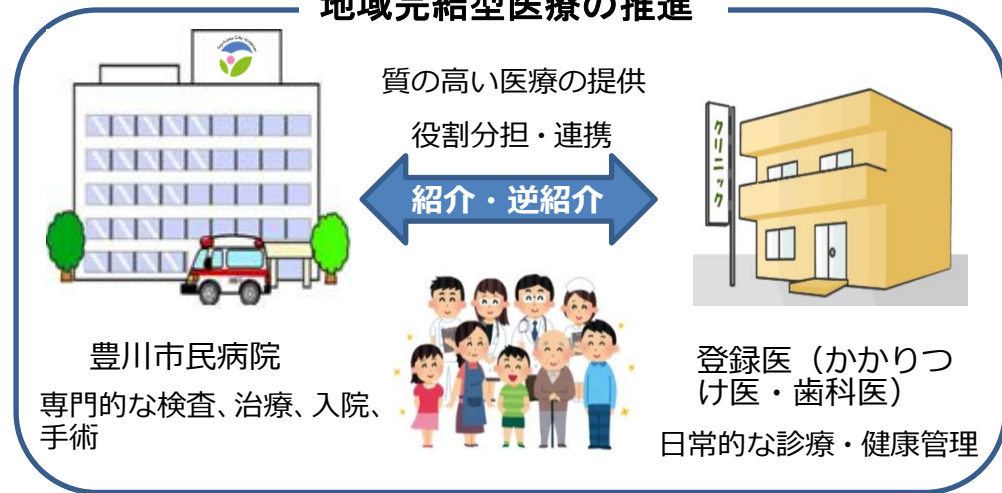 地域完結型医療の推進
質の高い医療の提供
役割分担・連携
紹介・逆紹介
クリニック
豊川市民病院
専門的な検査、治療、入院、
手術
登録医（かかりつ
け医・歯科医）
日常的な診療・健康管理